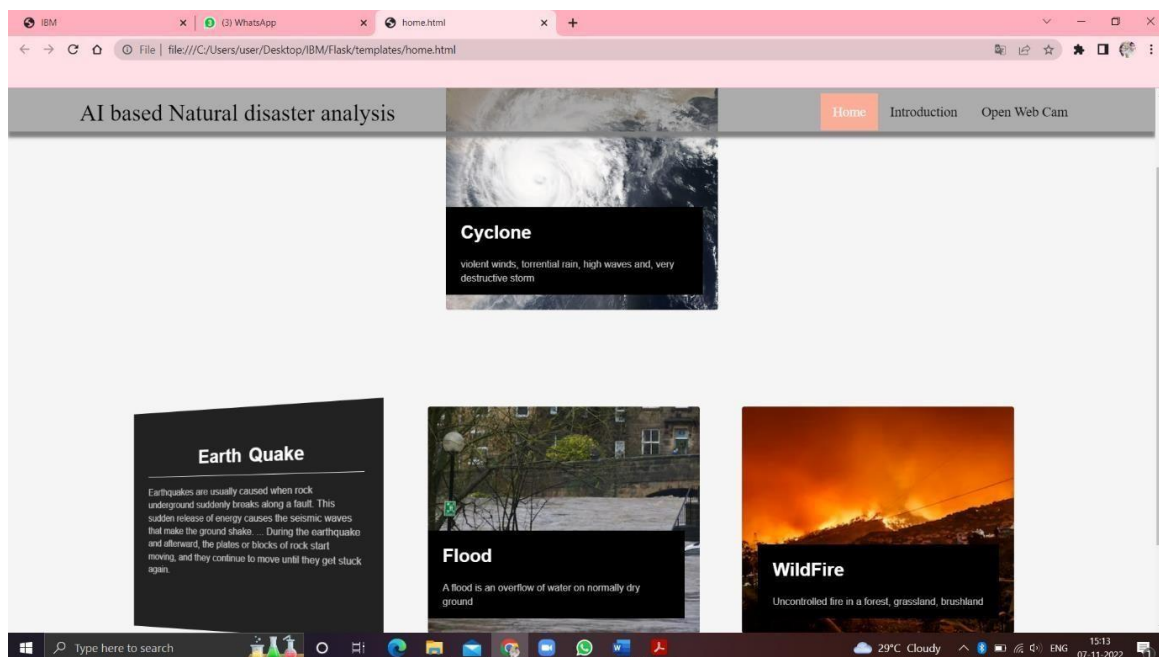 IBM
(3) WhatsApp
home.html
File | file:///C:/Users/user/Desktop/IBM/Flask/templates/home.html
AI based Natural disaster analysis
Home
Introduction
Open Web Cam
Cyclone
violent winds, torrential rain, high waves and, very
destructive storm
Earth Quake
Earthquakes are usually caused when rock
underground suddenly breaks along a fault. This
sudden release of energy causes the seismic waves
that make the ground shake. ... During the earthquake
and afterward, the plates or blocks of rock start
moving, and they continue to move until they get stuck
again.
Flood
A flood is an overflow of water on normally dry
ground
WildFire
Uncontrolled fire in a forest, grassland, brushland
Type here to search
29°C Cloudy
ENG
15:13
07-11-2022